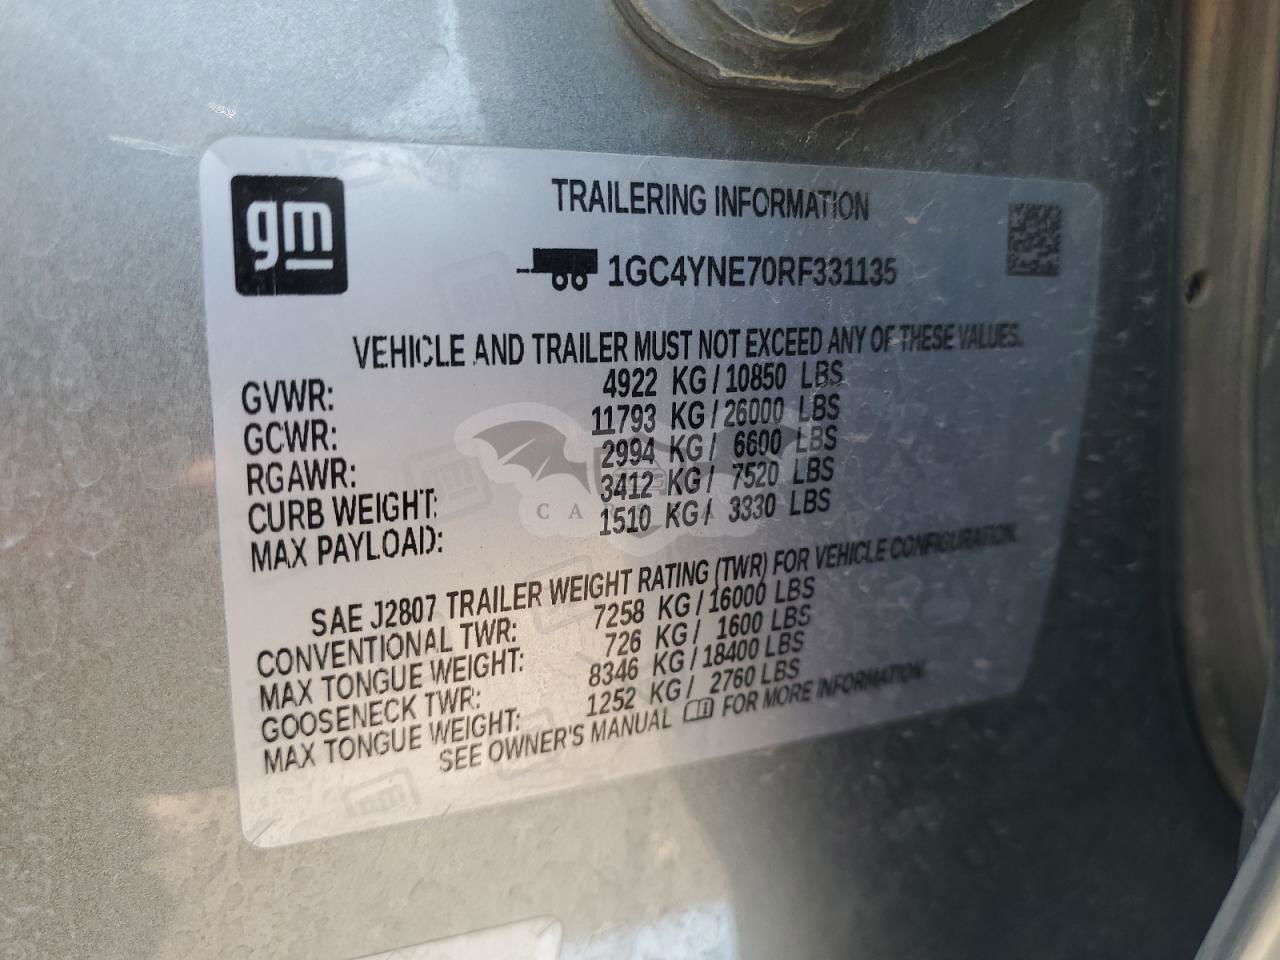 gm
TRAILERING INFORMATION
1GC4YNE70RF331135
VEHICLE AND TRAILER MUST NOT EXCEED ANY OF THESE VALUES.
GVWR: 4922 KG/10850 LBS
GCWR: 11793 KG/26000 LBS
RGAWR: 2994 KG/ 6600 LBS
CURB WEIGHT: 3412 KG/ 7520 LBS
MAX PAYLOAD: 1510 KG/ 3330 LBS
SAE J2807 TRAILER WEIGHT RATING (TWR) FOR VEHICLE CONFIGURATION.
CONVENTIONAL TWR: 7258 KG/16000 LBS
MAX TONGUE WEIGHT: 726 KG/ 1600 LBS
GOOSENECK TWR: 8346 KG/18400 LBS
MAX TONGUE WEIGHT: 1252 KG/ 2760 LBS
SEE OWNER'S MANUAL FOR MORE INFORMATION